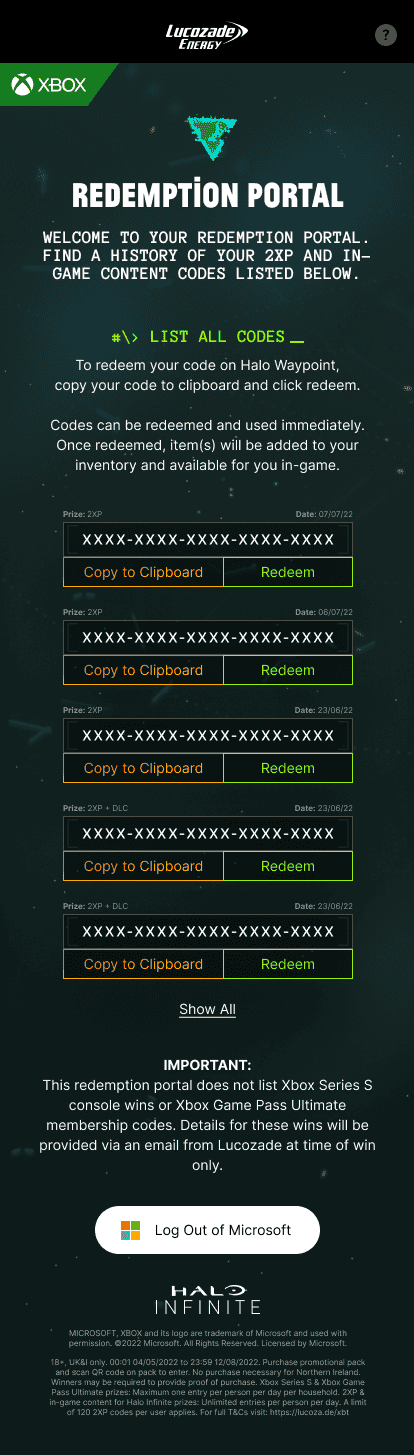 Lucozade
ENERGY
?
XBOX
REDEMPTION PORTAL
WELCOME TO YOUR REDEMPTION PORTAL.
FIND A HISTORY OF YOUR 2XP AND IN-
GAME CONTENT CODES LISTED BELOW.
#\> LIST ALL CODES_
To redeem your code on Halo Waypoint,
copy your code to clipboard and click redeem.
Codes can be redeemed and used immediately.
Once redeemed, item(s) will be added to your
inventory and available for you in-game.
Prize: 2XP Date: 07/07/22
XXXX-XXXX-XXXX-XXXX-XXXX
Copy to Clipboard Redeem
Prize: 2XP Date: 06/07/22
XXXX-XXXX-XXXX-XXXX-XXXX
Copy to Clipboard Redeem
Prize: 2XP Date: 23/06/22
XXXX-XXXX-XXXX-XXXX-XXXX
Copy to Clipboard Redeem
Prize: 2XP + DLC Date: 23/06/22
XXXX-XXXX-XXXX-XXXX-XXXX
Copy to Clipboard Redeem
Prize: 2XP + DLC Date: 23/06/22
XXXX-XXXX-XXXX-XXXX-XXXX
Copy to Clipboard Redeem
Show All
IMPORTANT:
This redemption portal does not list Xbox Series S
console wins or Xbox Game Pass Ultimate
membership codes. Details for these wins will be
provided via an email from Lucozade at time of win
only.
Log Out of Microsoft
HALO
INFINITE
MICROSOFT, XBOX and its logo are trademark of Microsoft and used with
permission. ©2022 Microsoft. All Rights Reserved. Licensed by Microsoft.
18+, UK&I only. 00:01 04/05/2022 to 23:59 12/08/2022. Purchase promotional pack
and scan QR code on pack to enter. No purchase necessary for Northern Ireland.
Winners may be required to provide proof of purchase. Xbox Series S & Xbox Game
Pass Ultimate prizes: Maximum one entry per person per day per household. 2XP &
in-game content for Halo Infinite prizes: Unlimited entries per person per day. A limit
of 120 2XP codes per user applies. For full T&Cs visit: https://lucoza.de/xbt